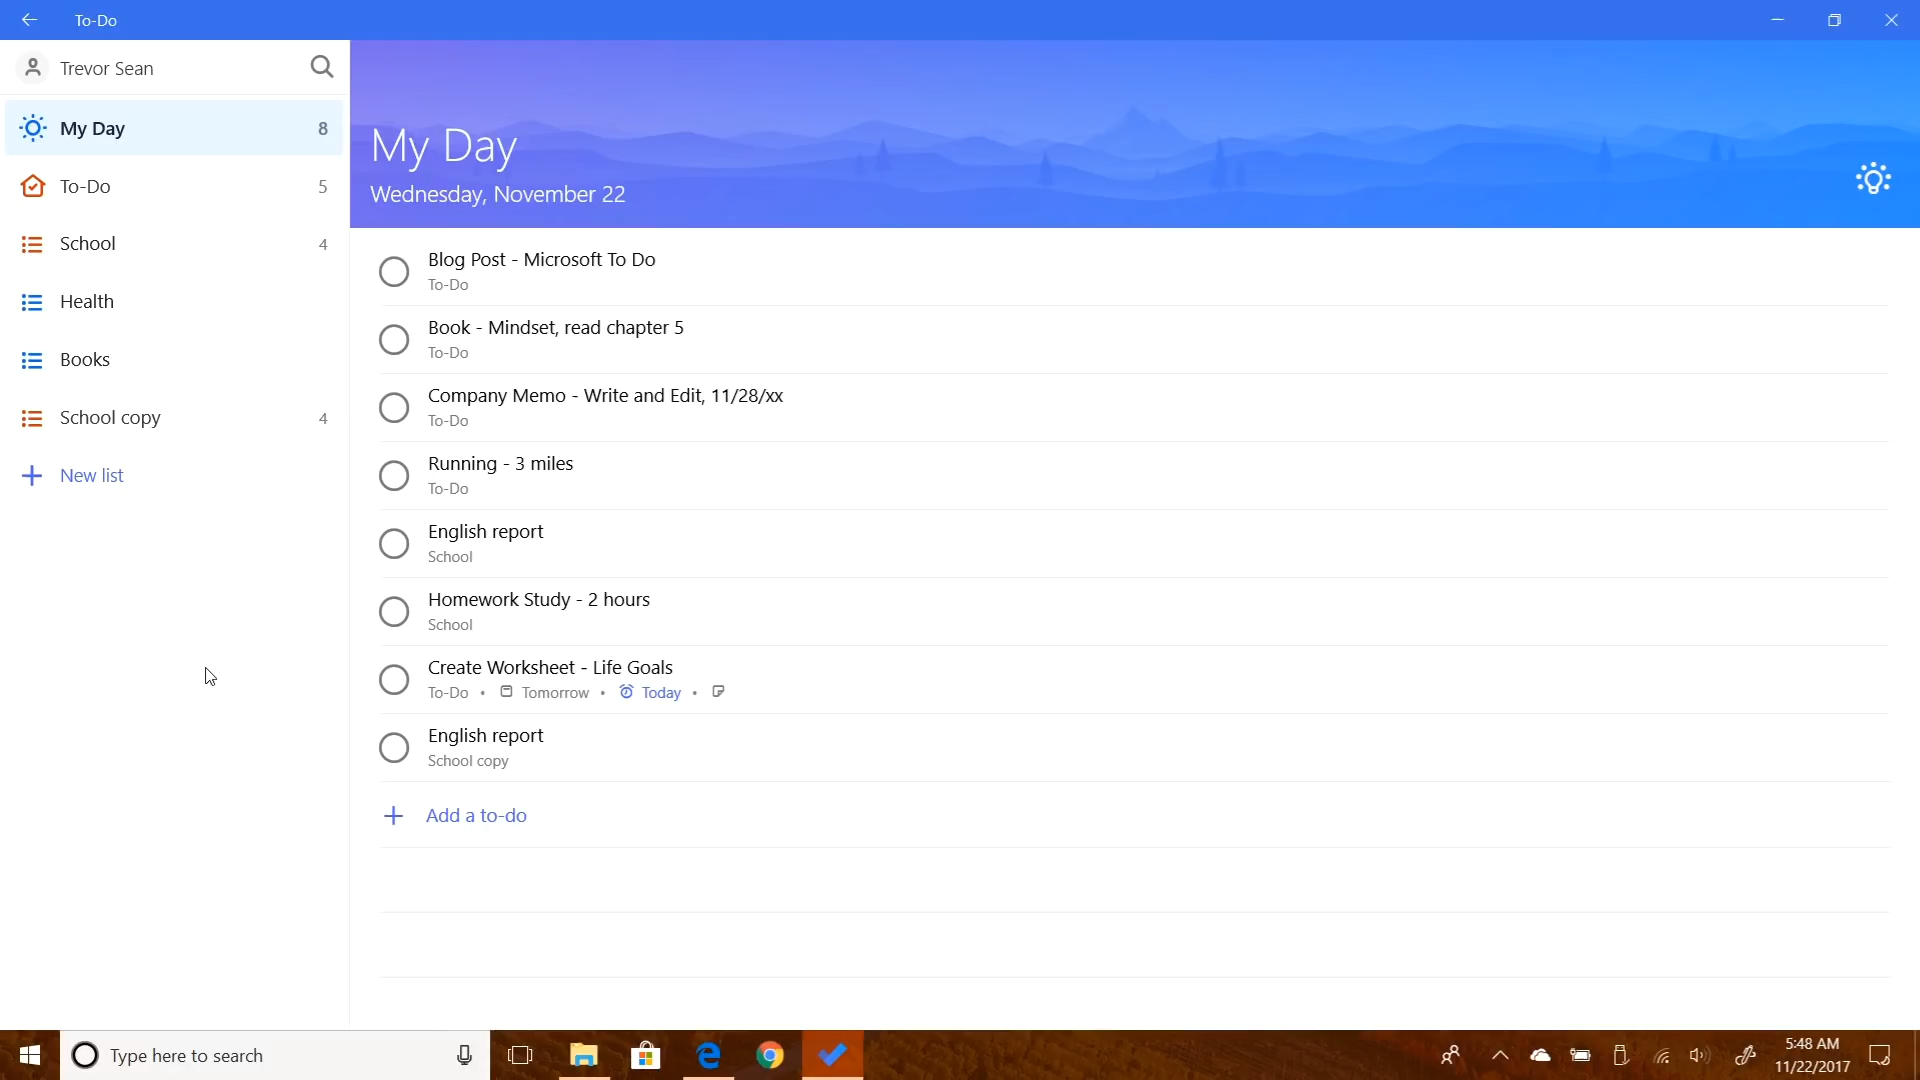 To-Do
Trevor Sean
My Day 8
To-Do 5
School 4
Health
Books
School copy 4
New list
My Day
Wednesday, November 22
Blog Post - Microsoft To Do
To-Do
Book - Mindset, read chapter 5
To-Do
Company Memo - Write and Edit, 11/28/xx
To-Do
Running - 3 miles
To-Do
English report
School
Homework Study - 2 hours
School
Create Worksheet - Life Goals
To-Do • Tomorrow • Today •
English report
School copy
Add a to-do
Type here to search
5:48 AM
11/22/2017